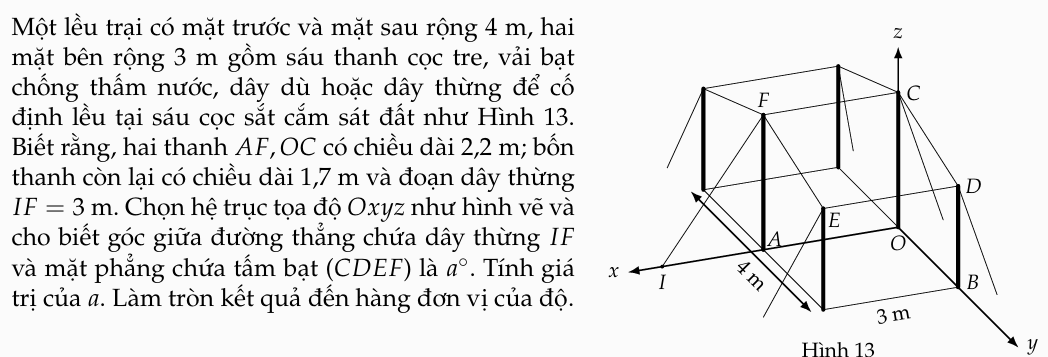 Một lều trại có mặt trước và mặt sau rộng 4 m, hai
mặt bên rộng 3 m gồm sáu thanh cọc tre, vải bạt
chống thấm nước, dây dù hoặc dây thừng để cố
định lều tại sáu cọc sắt cắm sát đất như Hình 13.
Biết rằng, hai thanh AF, OC có chiều dài 2,2 m; bốn
thanh còn lại có chiều dài 1,7 m và đoạn dây thừng
IF = 3 m. Chọn hệ trục tọa độ Oxyz như hình vẽ và
cho biết góc giữa đường thẳng chứa dây thừng IF
và mặt phẳng chứa tấm bạt (CDEF) là a°. Tính giá
trị của a. Làm tròn kết quả đến hàng đơn vị của độ.
z
C
F
D
E
A
O
x
I
4 m
B
3 m
y
Hình 13